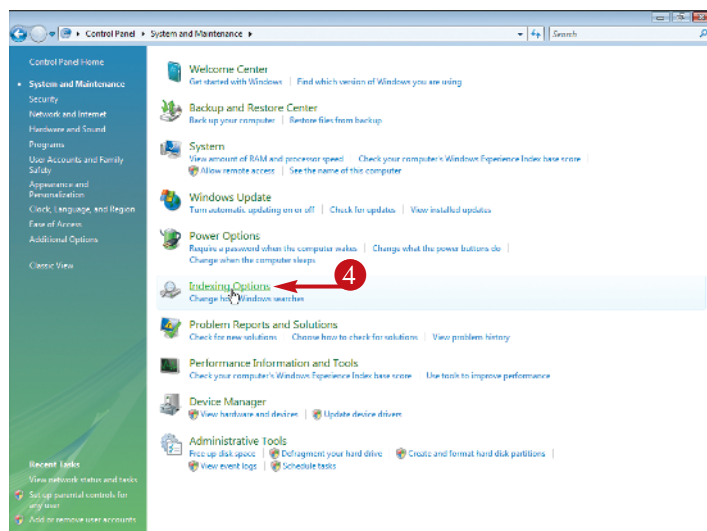 Control Panel ▸ System and Maintenance ▸
Search
Control Panel Home
• System and Maintenance
Security
Network and Internet
Hardware and Sound
Programs
User Accounts and Family
Safety
Appearance and
Personalization
Clock, Language, and Region
Ease of Access
Additional Options
Classic View
Recent Tasks
View network status and tasks
Set up parental controls for
any user
Add or remove user accounts
Welcome Center
Get started with Windows | Find which version of Windows you are using
Backup and Restore Center
Back up your computer | Restore files from backup
System
View amount of RAM and processor speed | Check your computer's Windows Experience Index base score |
Allow remote access | See the name of this computer
Windows Update
Turn automatic updating on or off | Check for updates | View installed updates
Power Options
Require a password when the computer wakes | Change what the power buttons do |
Change when the computer sleeps
Indexing Options
4
Change how Windows searches
Problem Reports and Solutions
Check for new solutions | Choose how to check for solutions | View problem history
Performance Information and Tools
Check your computer's Windows Experience Index base score | Use tools to improve performance
Device Manager
View hardware and devices | Update device drivers
Administrative Tools
Free up disk space | Defragment your hard drive | Create and format hard disk partitions |
View event logs | Schedule tasks